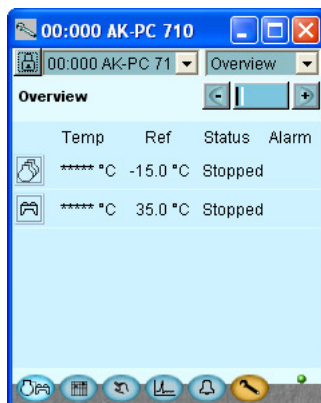 00:000 AK-PC 710
00:000 AK-PC 71 Overview
Overview
Temp Ref Status Alarm
***** °C -15.0 °C Stopped
***** °C 35.0 °C Stopped